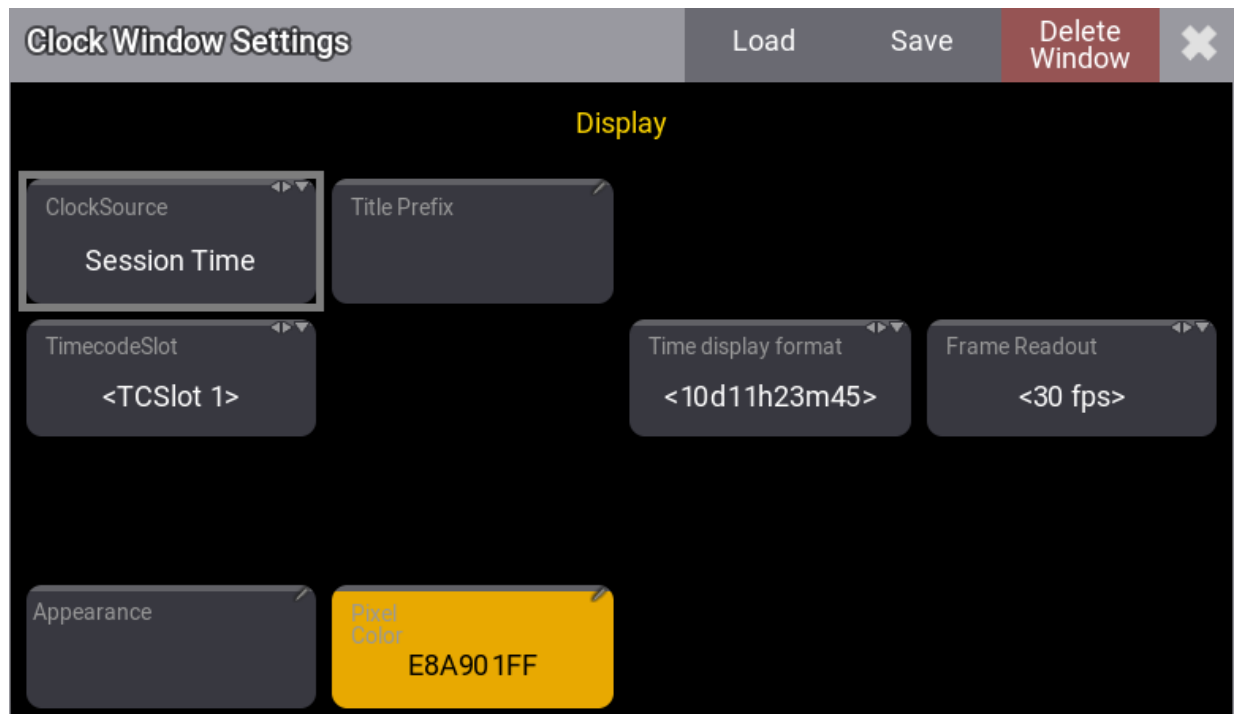 Clock Window Settings
Load
Save
Delete
Window
Display
ClockSource
Session Time
Title Prefix
TimecodeSlot
<TCSlot 1>
Time display format
<10d11h23m45>
Frame Readout
<30 fps>
Appearance
Pixel
Color
E8A901FF